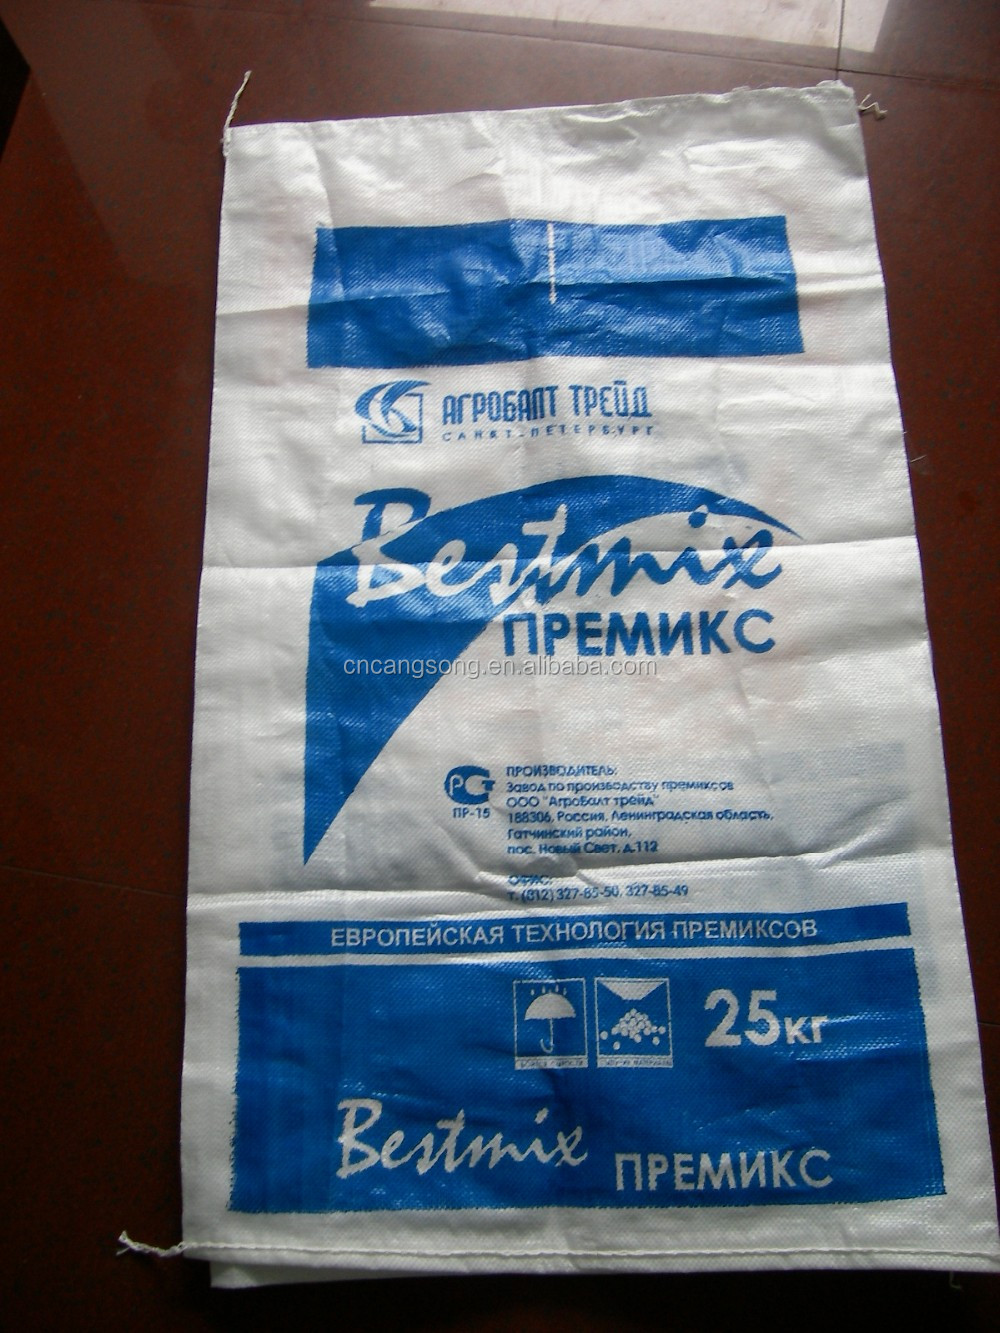 АГРОБАЛТ ТРЕЙД
САНКТ-ПЕТЕРБУРГ
Bestmix
ПРЕМИКС
cncangsong.en.alibaba.com
РСТ
ПР-15
ПРОИЗВОДИТЕЛЬ:
Завод по производству премиксов
ООО "АгроБалт трейд"
188306, Россия, Ленинградская область,
Гатчинский район,
пос. Новый Свет, д.112
ОФИС:
т. (812) 327-85-50, 327-85-49
ЕВРОПЕЙСКАЯ ТЕХНОЛОГИЯ ПРЕМИКСОВ
25кг
Bestmix ПРЕМИКС